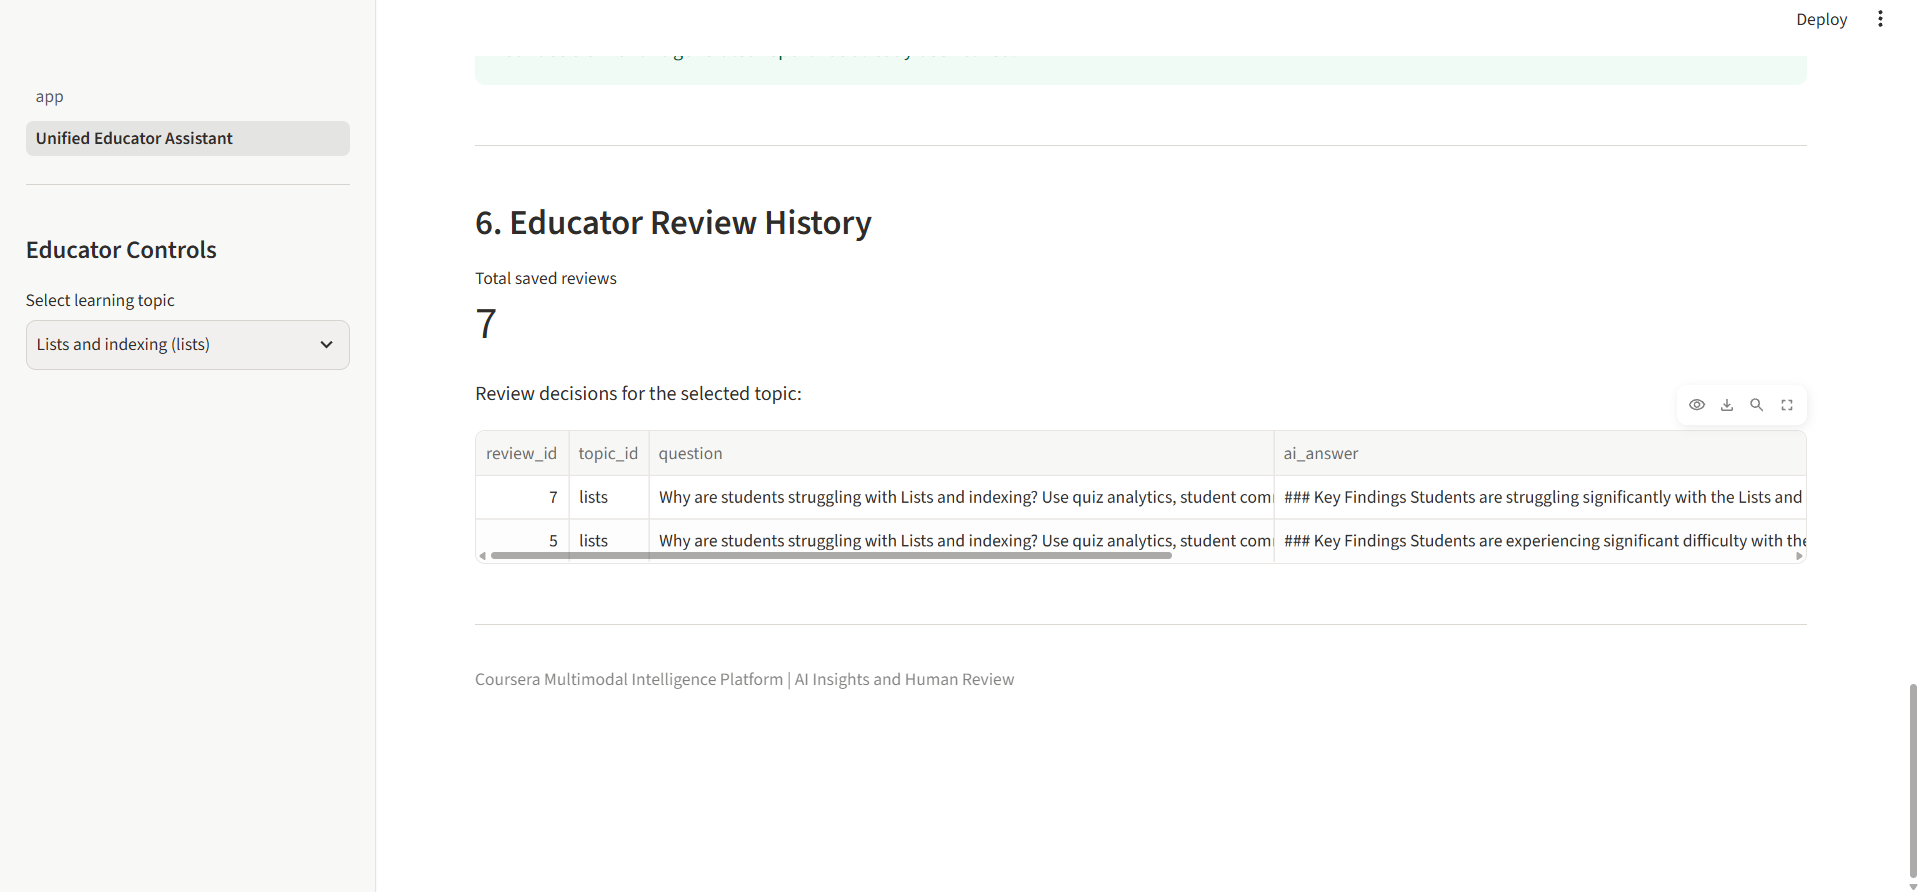 Deploy
app
Unified Educator Assistant
Educator Controls
Select learning topic
Lists and indexing (lists)
6. Educator Review History
Total saved reviews
7
Review decisions for the selected topic:
review_id topic_id question ai_answer
7 lists Why are students struggling with Lists and indexing? Use quiz analytics, student com ### Key Findings Students are struggling significantly with the Lists and
5 lists Why are students struggling with Lists and indexing? Use quiz analytics, student com ### Key Findings Students are experiencing significant difficulty with the
Coursera Multimodal Intelligence Platform | AI Insights and Human Review